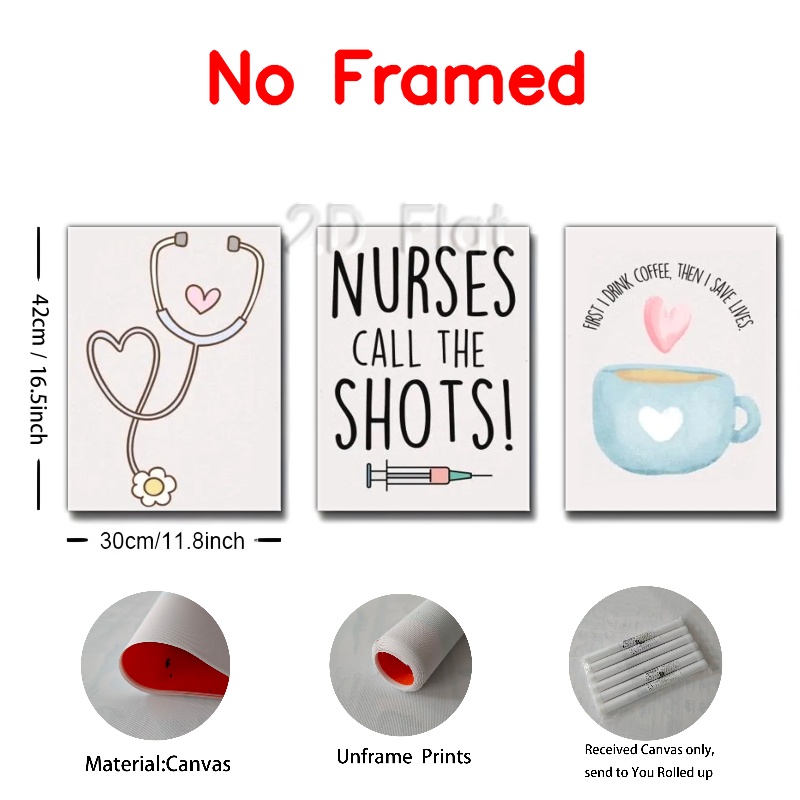 No Framed
2D Flat
42cm / 16.5inch
NURSES
CALL THE
SHOTS!
FIRST I DRINK COFFEE, THEN I SAVE LIVES.
30cm/11.8inch
Material:Canvas
Unframe Prints
Received Canvas only,
send to You Rolled up